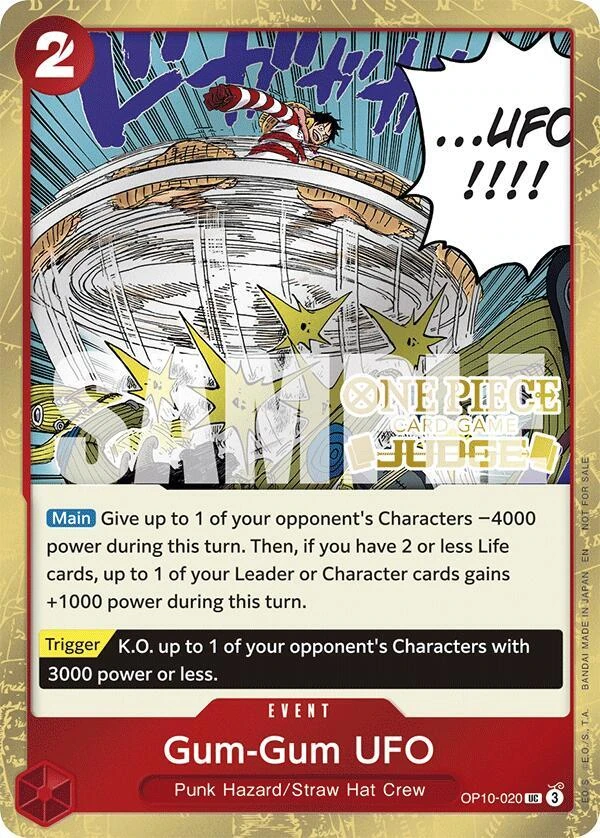 2
...UFO
!!!!
SAMPLE
ONE PIECE
CARD GAME
JUDGE
Main Give up to 1 of your opponent's Characters −4000
power during this turn. Then, if you have 2 or less Life
cards, up to 1 of your Leader or Character cards gains
+1000 power during this turn.
Trigger K.O. up to 1 of your opponent's Characters with
3000 power or less.
EVENT
Gum-Gum UFO
Punk Hazard/Straw Hat Crew
OP10-020 UC 3
©E.O./S. T.A. BANDAI MADE IN JAPAN EN NOT FOR SALE